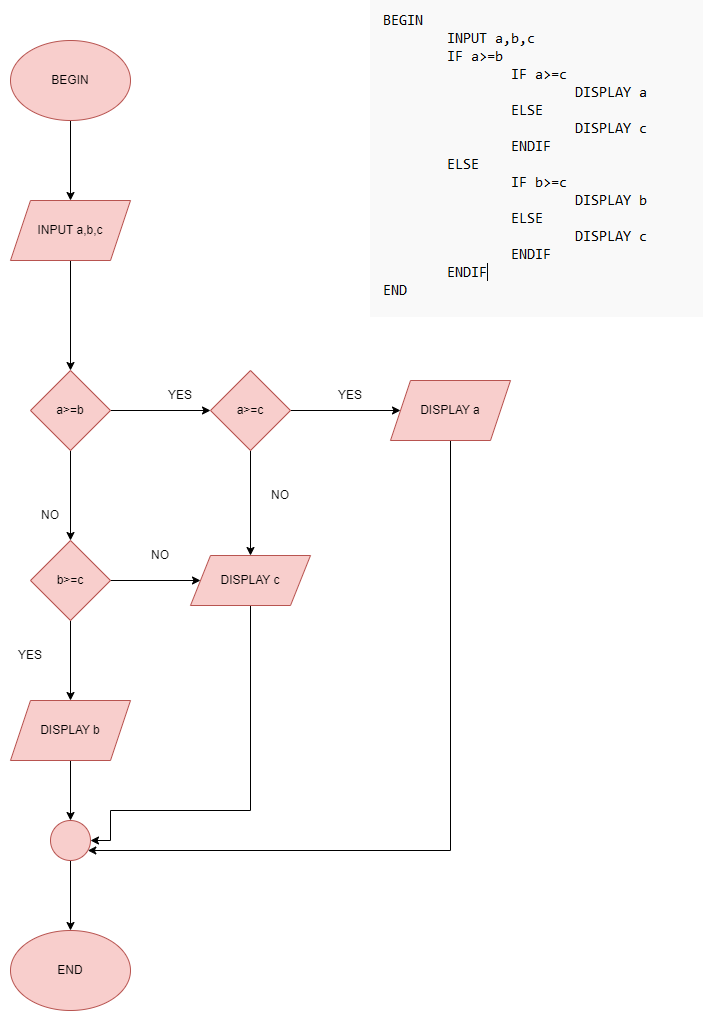 BEGIN
INPUT a,b,c
IF a>=b
IF a>=c
DISPLAY a
ELSE
DISPLAY c
ENDIF
ELSE
IF b>=c
DISPLAY b
ELSE
DISPLAY c
ENDIF
ENDIF
END
BEGIN
INPUT a,b,c
a>=b
YES
a>=c
YES
DISPLAY a
NO
NO
b>=c
NO
DISPLAY c
YES
DISPLAY b
END